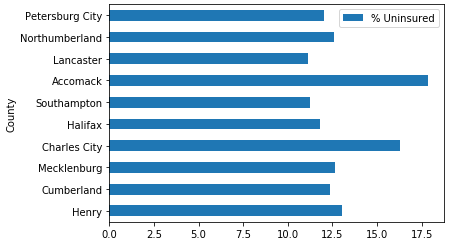 % Uninsured
Petersburg City
Northumberland
Lancaster
Accomack
Southampton
Halifax
Charles City
Mecklenburg
Cumberland
Henry
County
0.0 2.5 5.0 7.5 10.0 12.5 15.0 17.5